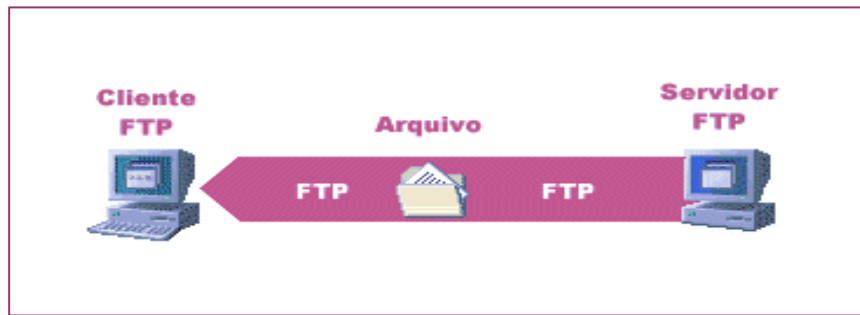 Cliente
FTP
Arquivo
Servidor
FTP
FTP
FTP